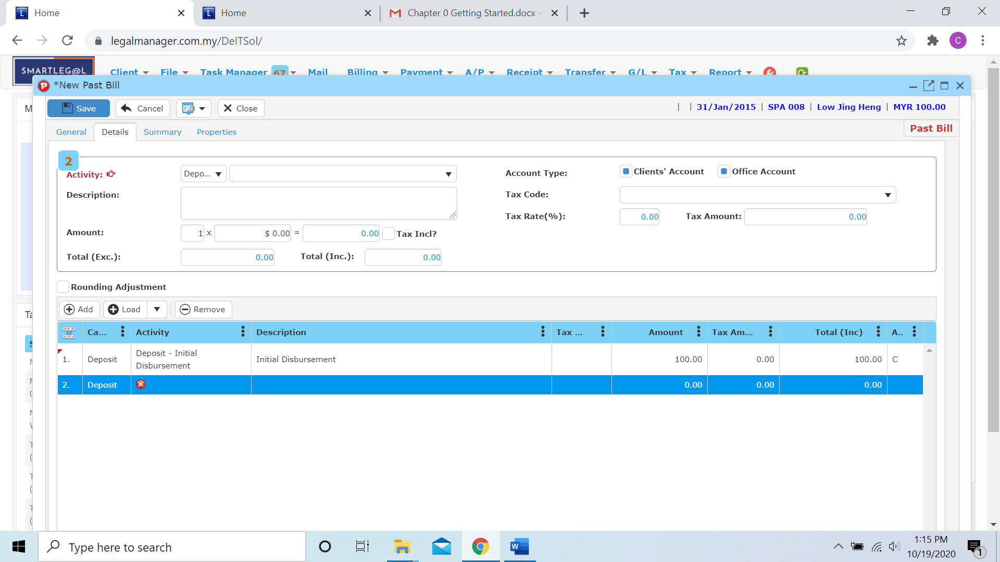 Home
Home
Chapter 0 Getting Started.docx -
legalmanager.com.my/DeITSol/
C
SMARTLEG@L
Client File Task Manager 67 Mail Billing Payment A/P Receipt Transfer G/L Tax Report
*New Past Bill
Save Cancel Close
| | 31/Jan/2015 | SPA 008 | Low Jing Heng | MYR 100.00
General Details Summary Properties
Past Bill
2
Activity: Depo...
Account Type: Clients' Account Office Account
Description:
Tax Code:
Tax Rate(%): 0.00 Tax Amount: 0.00
Amount: 1 x $ 0.00 = 0.00 Tax Incl?
Total (Exc.): 0.00 Total (Inc.): 0.00
Rounding Adjustment
Add Load Remove
Ca... Activity Description Tax ... Amount Tax Am... Total (Inc) A..
1. Deposit Deposit - Initial Disbursement Initial Disbursement 100.00 0.00 100.00 C
2. Deposit 0.00 0.00 0.00
Type here to search
1:15 PM
10/19/2020
1